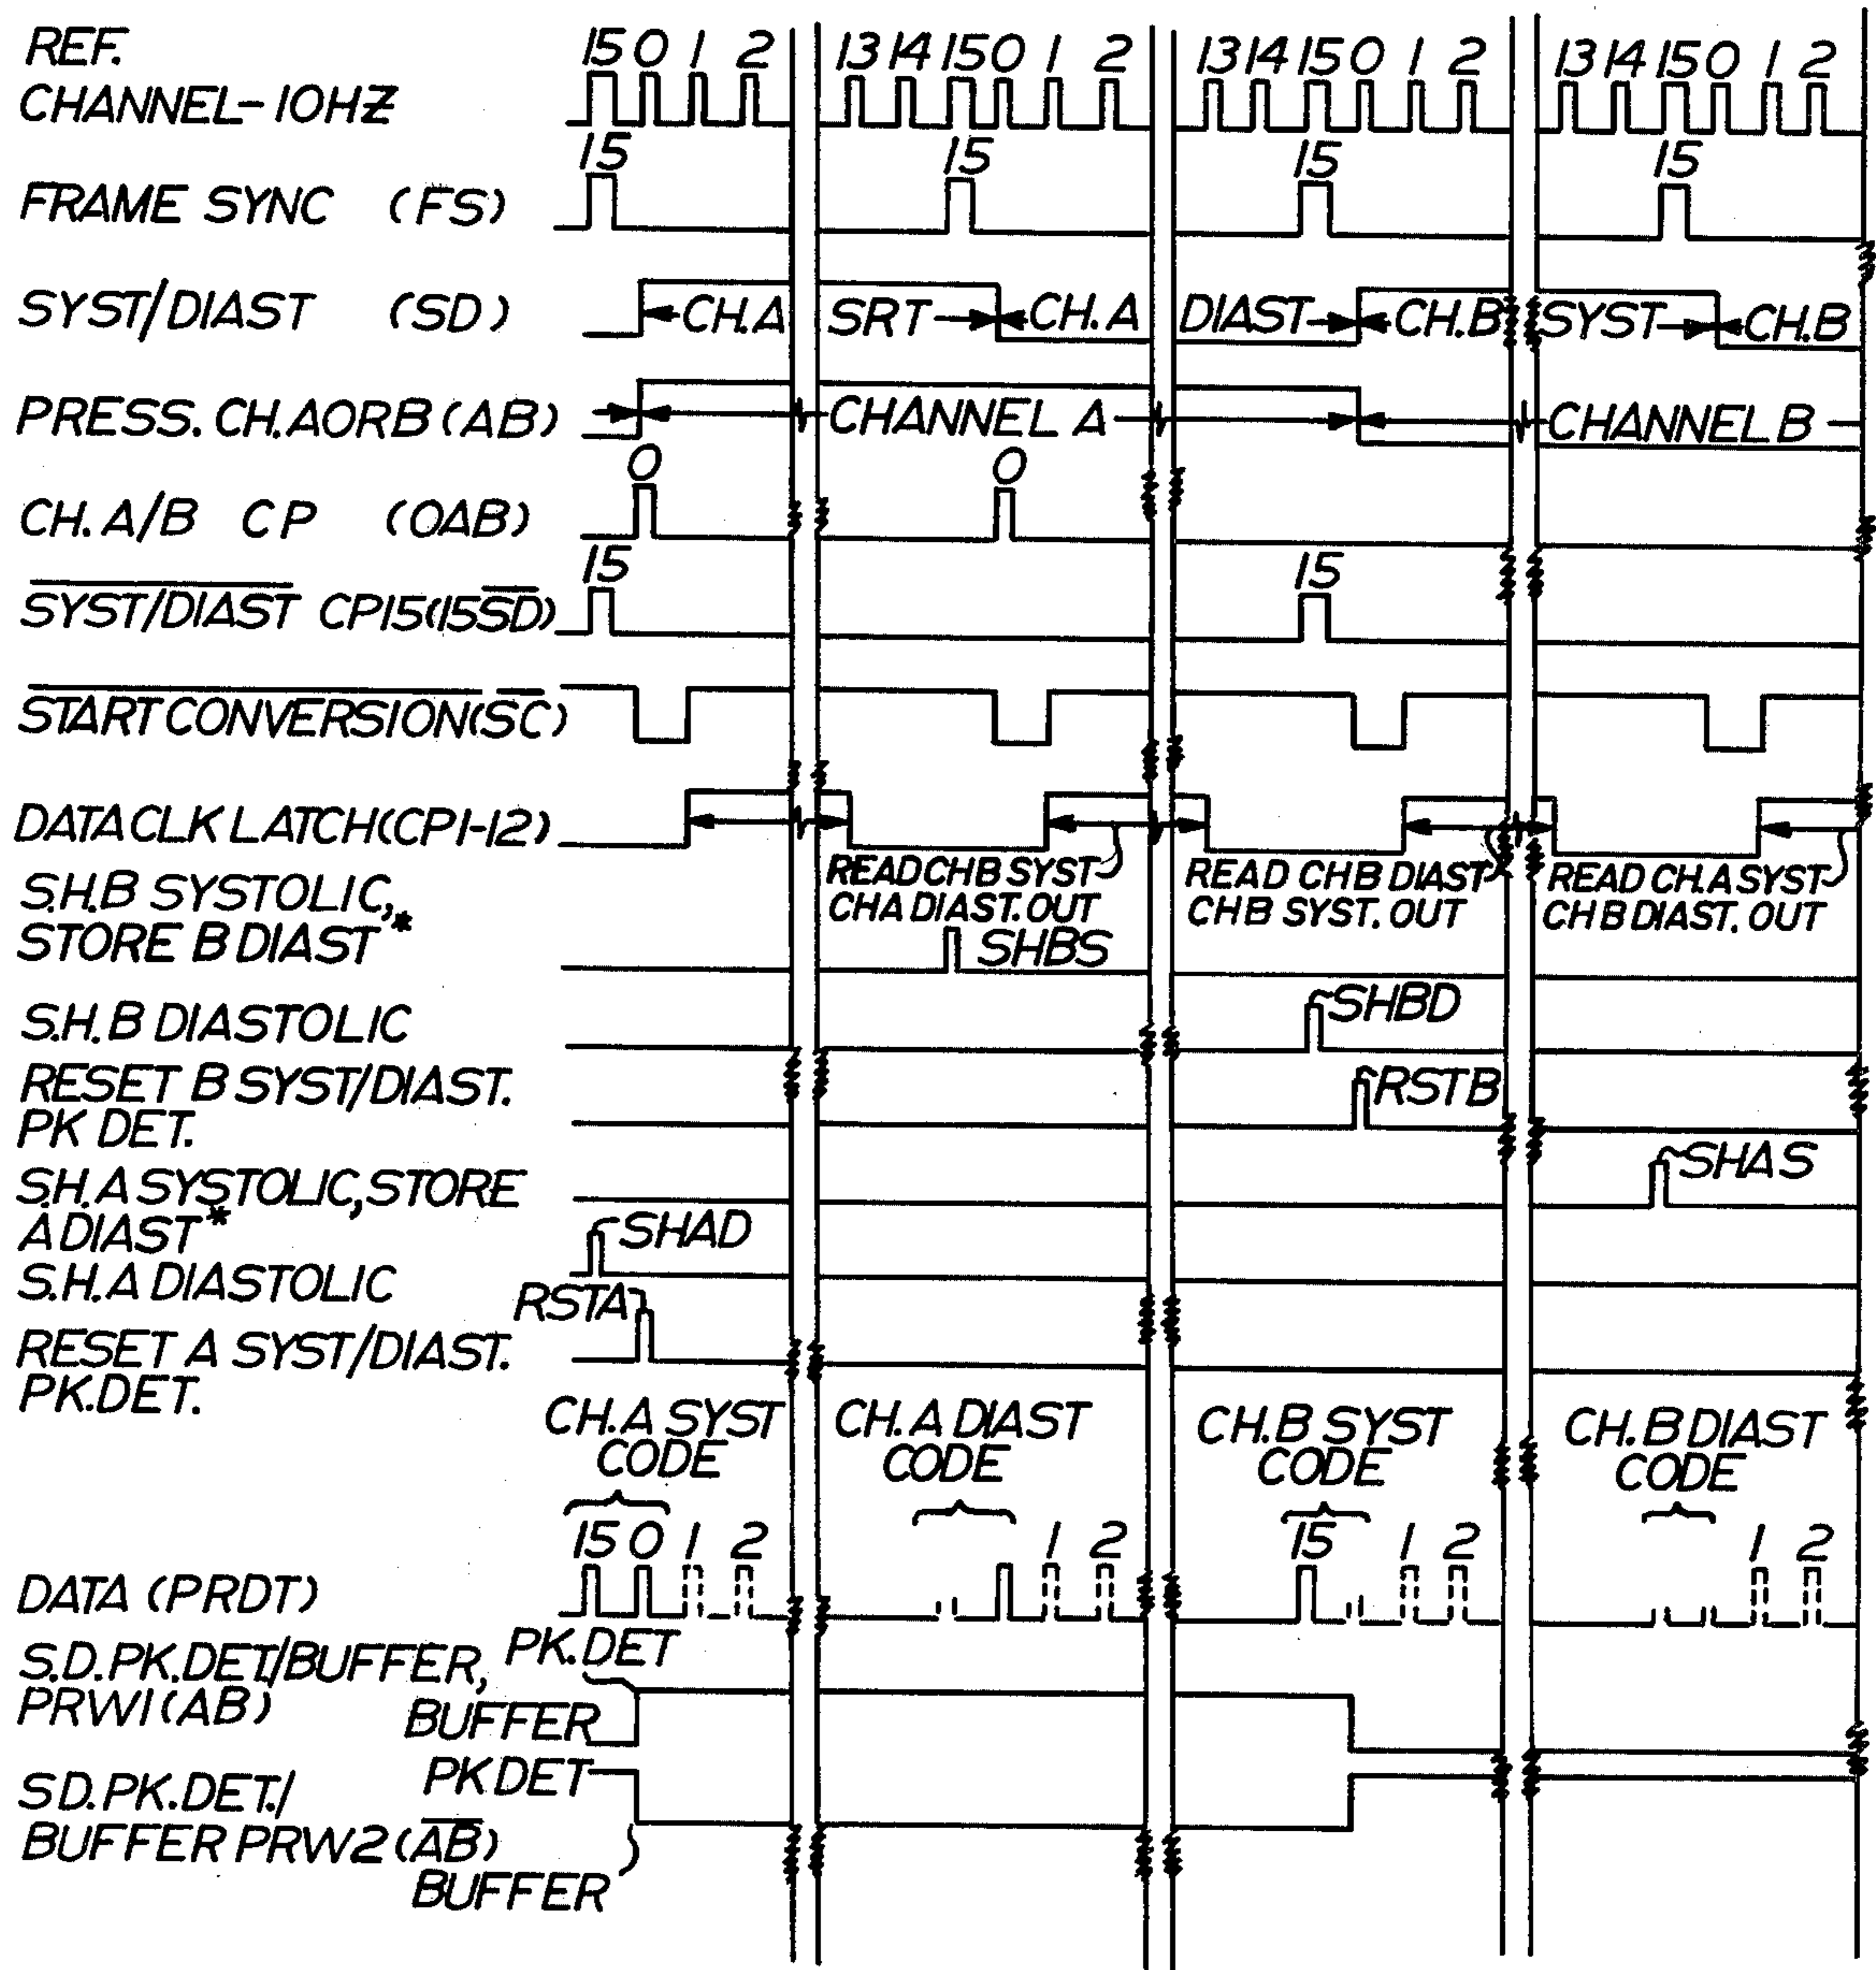 REF.
CHANNEL-10HZ
15 0 1 2 13 14 15 0 1 2 13 14 15 0 1 2 13 14 15 0 1 2
FRAME SYNC (FS)
15 15 15 15
SYST/DIAST (SD)
CH.A SRT CH.A DIAST CH.B SYST CH.B
PRESS. CH.A OR B (AB)
CHANNEL A CHANNEL B
CH. A/B CP (OAB)
0 0
SYST/DIAST CP15(15SD)
15 15
START CONVERSION(SC)
DATA CLK LATCH(CP1-12)
READ CHB SYST
CHA DIAST. OUT
READ CHB DIAST
CHB SYST. OUT
READ CH.A SYST
CHB DIAST. OUT
S.H.B SYSTOLIC,
STORE B DIAST*
SHBS
S.H.B DIASTOLIC
SHBD
RESET B SYST/DIAST.
PK DET.
RSTB
S.H.A SYSTOLIC, STORE
A DIAST*
SHAS
S.H.A DIASTOLIC
SHAD
RESET A SYST/DIAST.
PK.DET.
RSTA
CH.A SYST
CODE
CH.A DIAST
CODE
CH.B SYST
CODE
CH.B DIAST
CODE
DATA (PRDT)
15 0 1 2 1 2 15 1 2 1 2
S.D. PK.DET/BUFFER,
PRW1(AB)
PK.DET
BUFFER
S.D. PK.DET./
BUFFER PRW2(AB)
PK DET
BUFFER